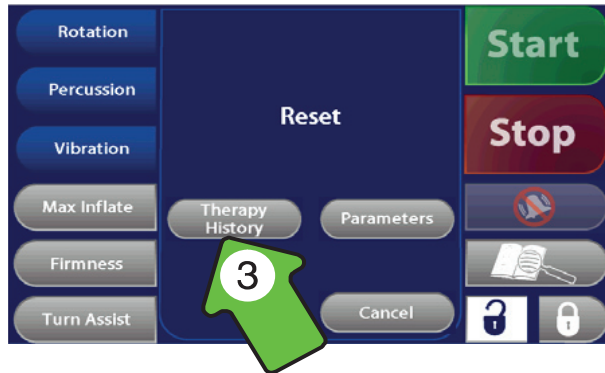 Rotation
Percussion
Vibration
Max Inflate
Firmness
Turn Assist
Reset
Therapy
History
Parameters
3
Cancel
Start
Stop